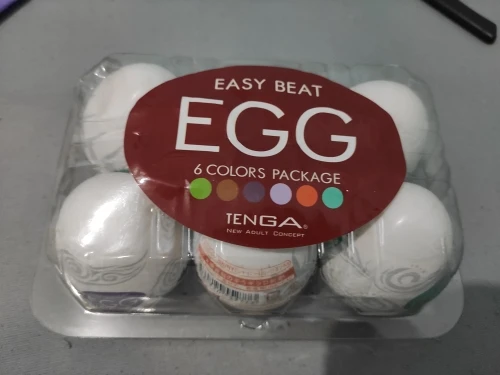 EASY BEAT
EGG
6 COLORS PACKAGE
TENGA®
NEW ADULT CONCEPT